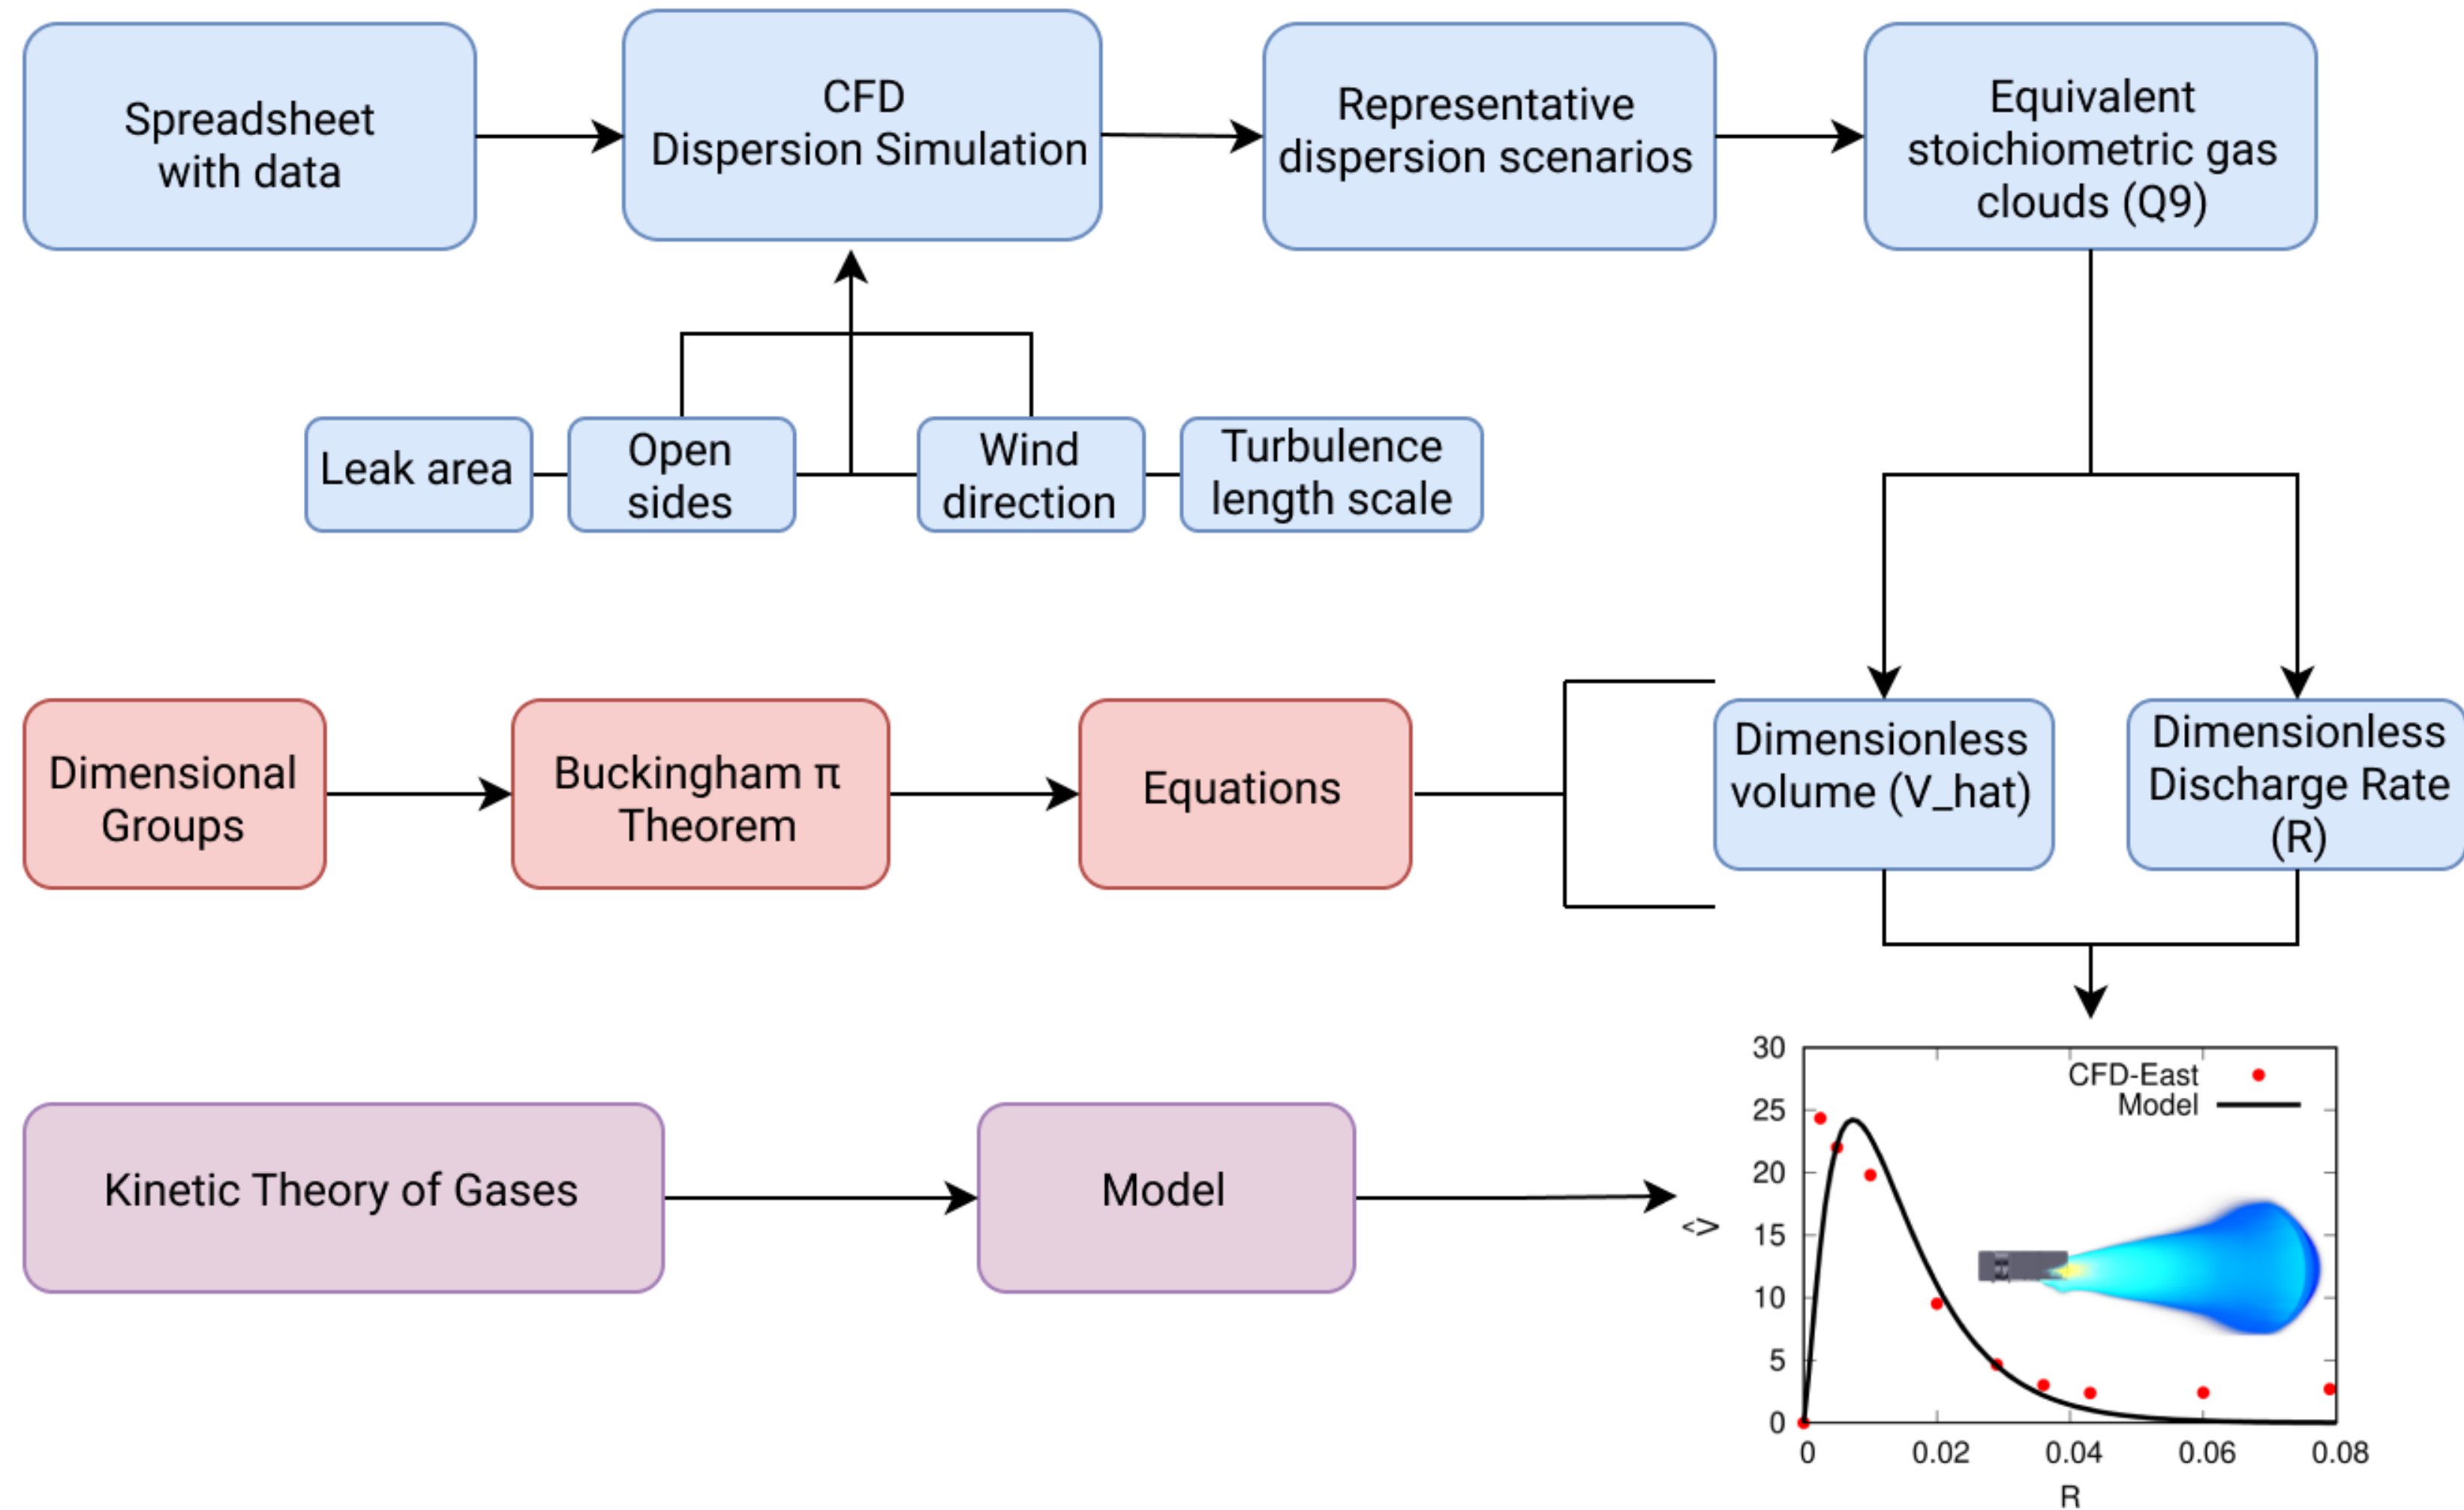 Spreadsheet
with data
CFD
Dispersion Simulation
Representative
dispersion scenarios
Equivalent
stoichiometric gas
clouds (Q9)
Leak area
Open
sides
Wind
direction
Turbulence
length scale
Dimensional
Groups
Buckingham π
Theorem
Equations
Dimensionless
volume (V_hat)
Dimensionless
Discharge Rate
(R)
Kinetic Theory of Gases
Model
<>
30
25
20
15
10
5
0
CFD-East
Model
0
0.02
0.04
0.06
0.08
R